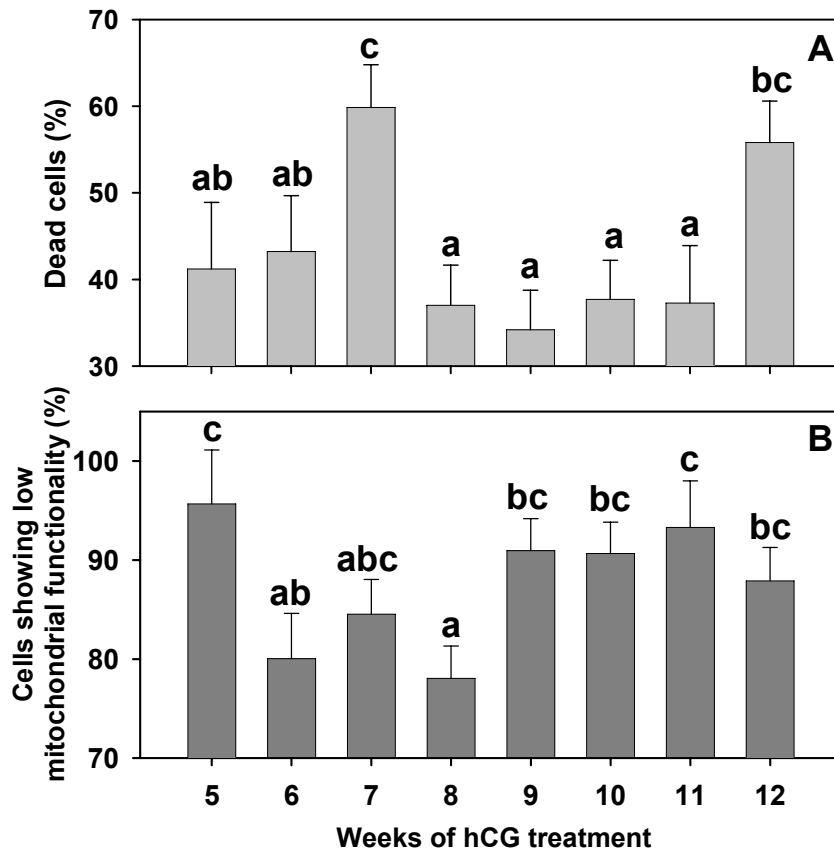 A
Dead cells (%)
70
60
50
40
30
ab
ab
c
a
a
a
a
bc
B
Cells showing low
mitochondrial functionality (%)
100
90
80
70
c
ab
abc
a
bc
bc
c
bc
5 6 7 8 9 10 11 12
Weeks of hCG treatment